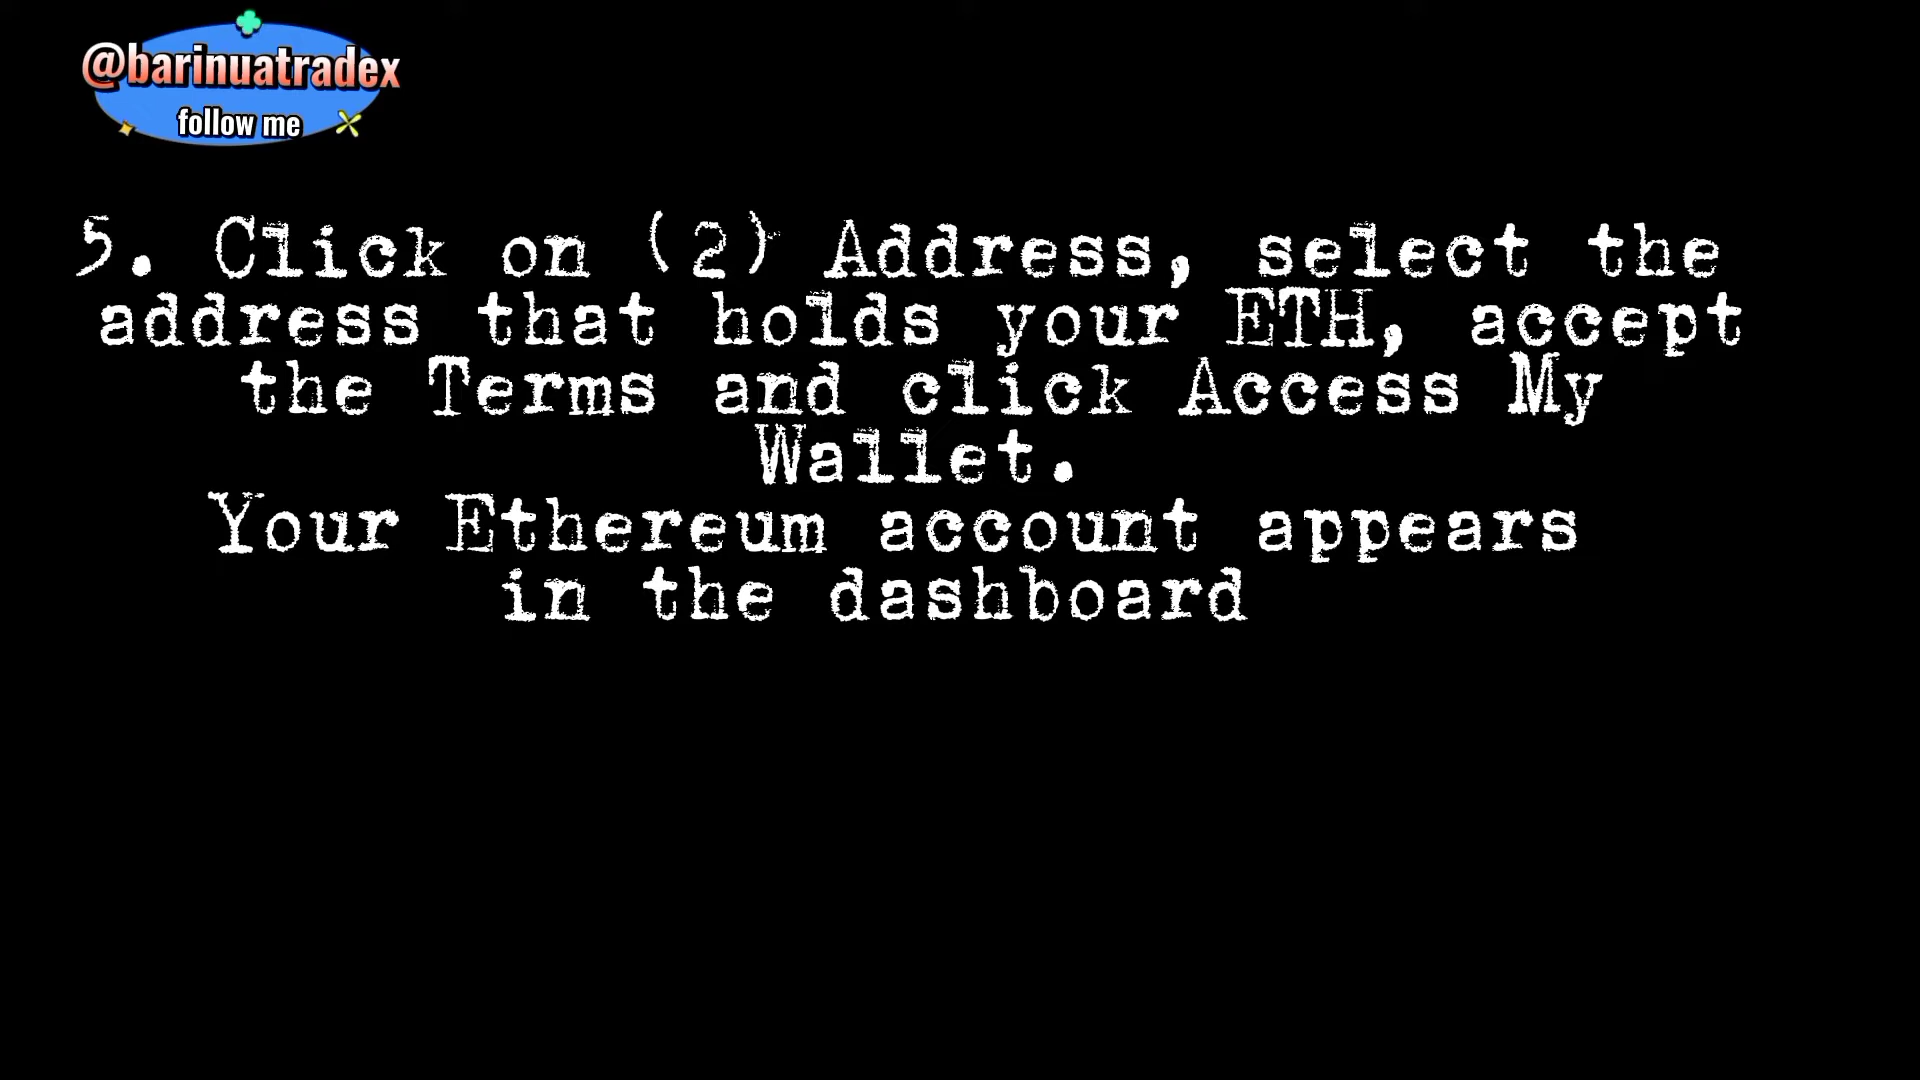 @barinuatradex
follow me
5. Click on (2) Address, select the
address that holds your ETH, accept
the Terms and click Access My
Wallet.
Your Ethereum account appears
in the dashboard